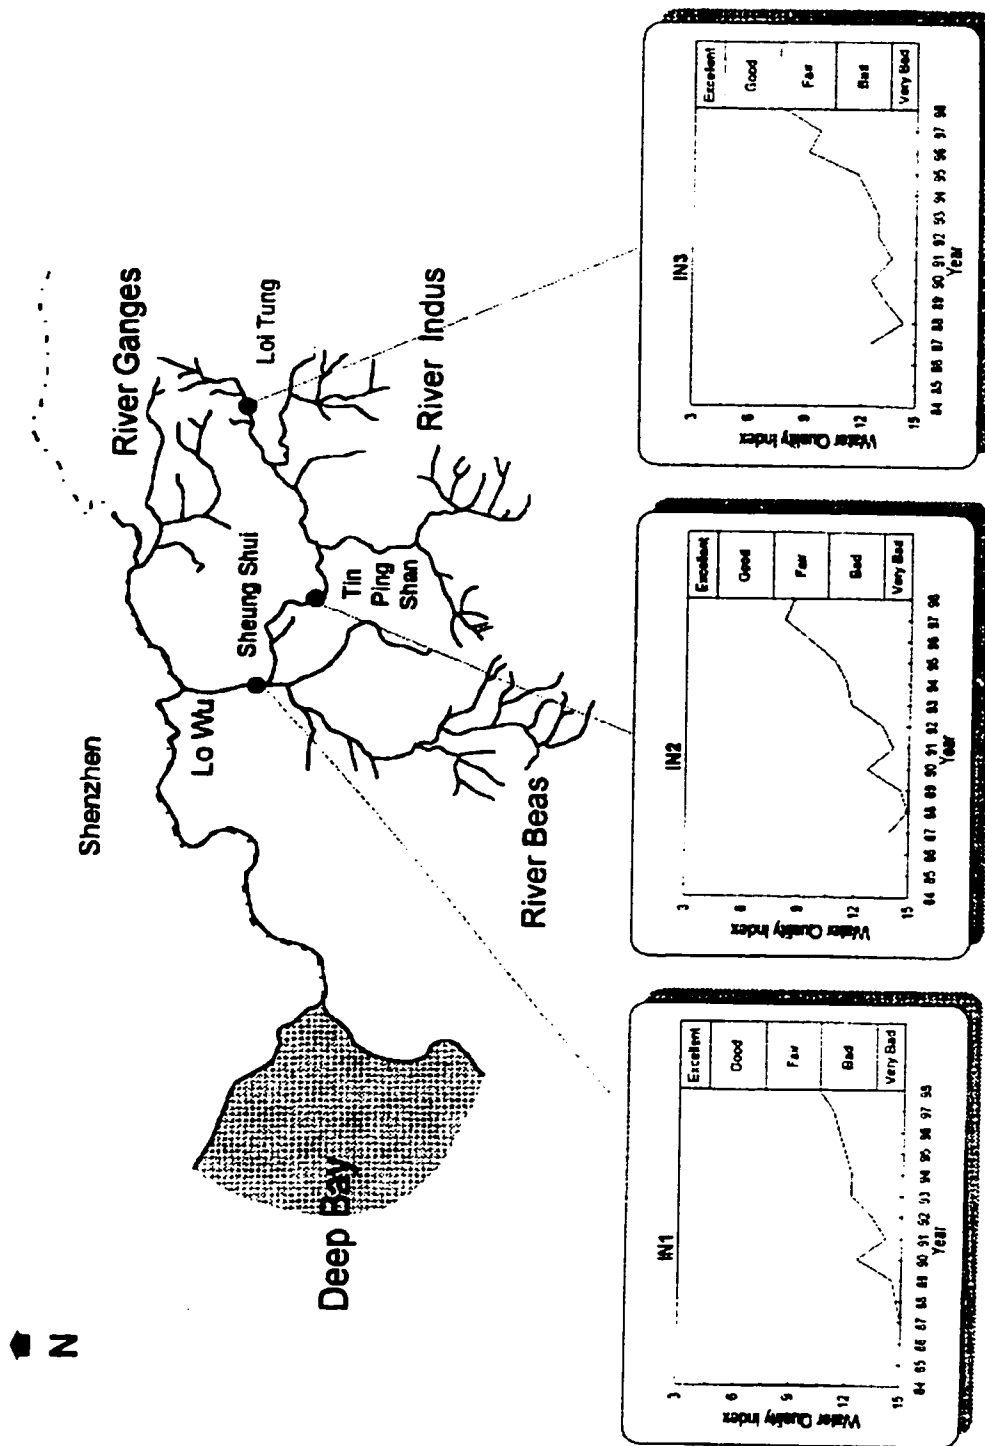 N
Shenzhen
River Ganges
Loi Tung
Lo Wu
Sheung Shui
Tin
Ping
Shan
River Indus
River Beas
Deep Bay
IN1
Water Quality Index
3
6
9
12
15
Excellent
Good
Fair
Bad
Very Bad
84 85 86 87 88 89 90 91 92 93 94 95 96 97 98
Year
IN2
Water Quality Index
3
6
9
12
15
Excellent
Good
Fair
Bad
Very Bad
84 85 86 87 88 89 90 91 92 93 94 95 96 97 98
Year
IN3
Water Quality Index
3
6
9
12
15
Excellent
Good
Fair
Bad
Very Bad
84 85 86 87 88 89 90 91 92 93 94 95 96 97 98
Year